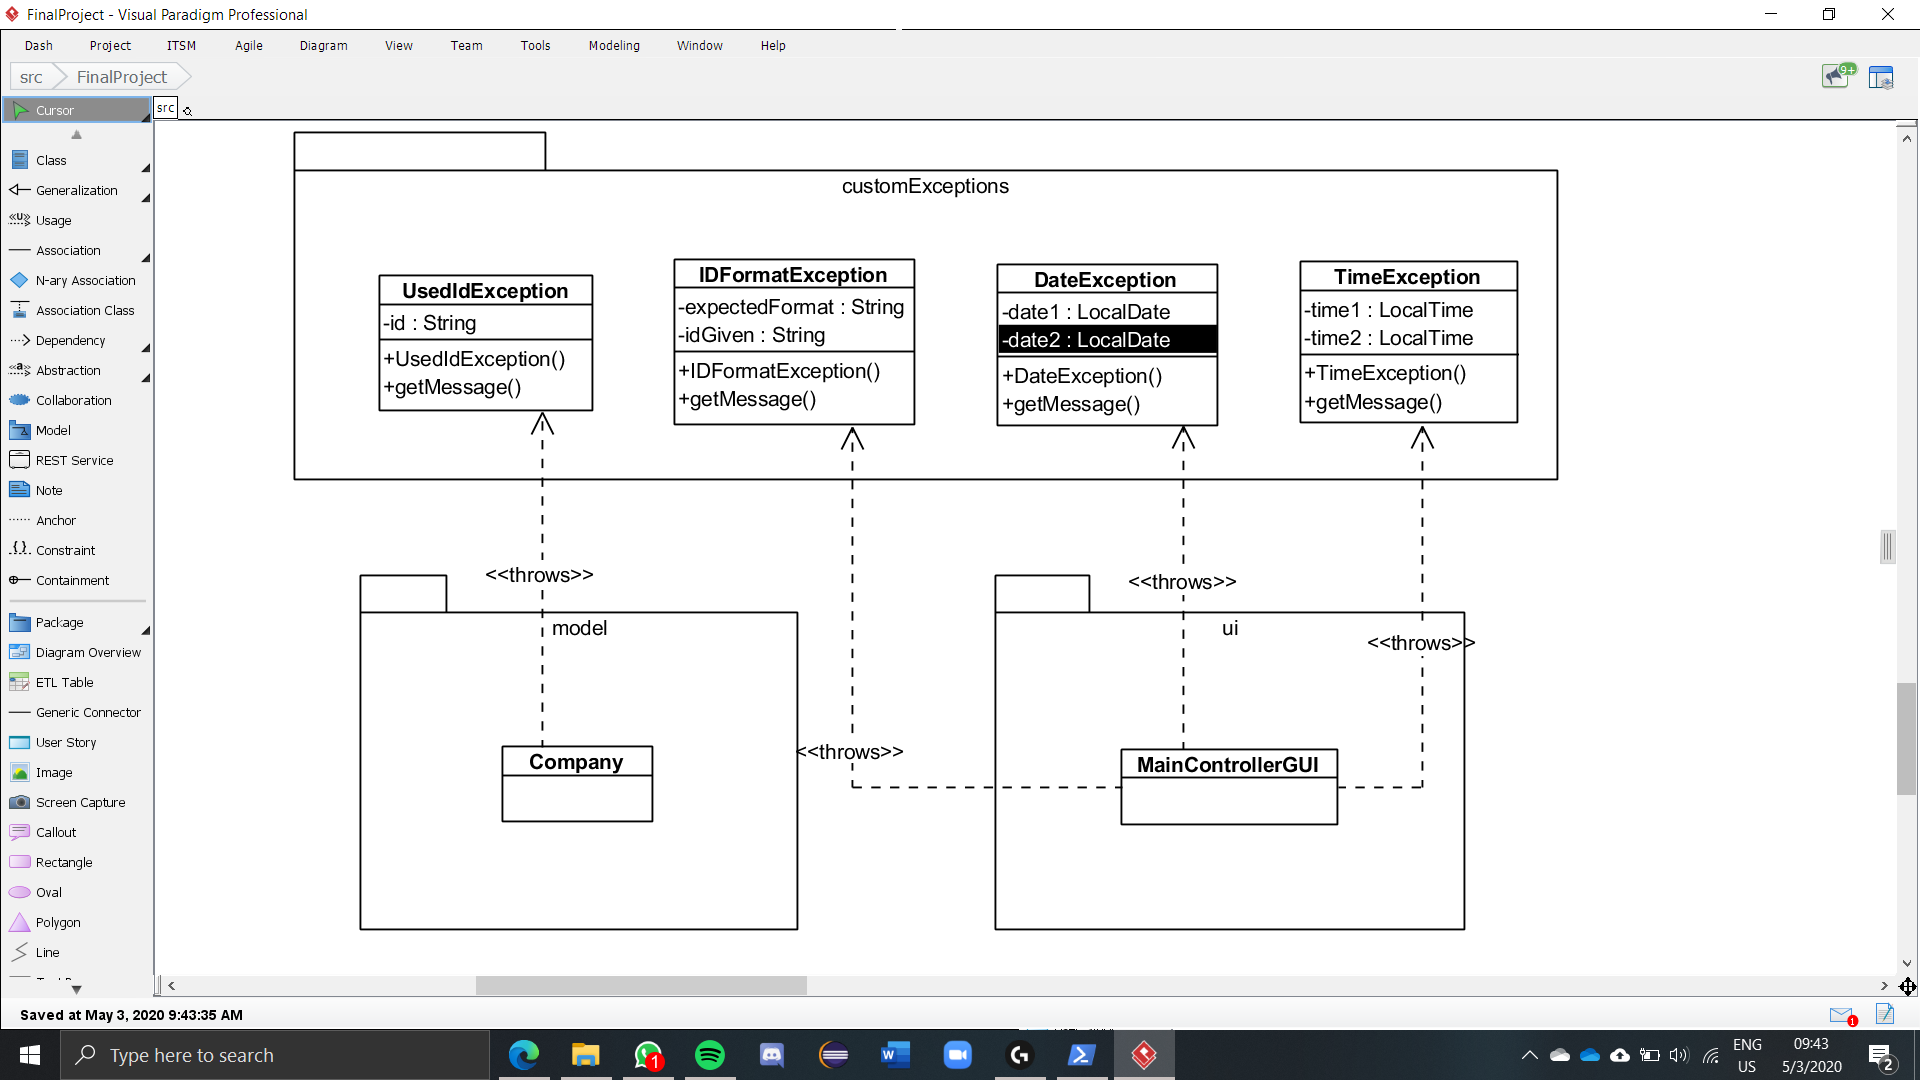 FinalProject - Visual Paradigm Professional
Dash Project ITSM Agile Diagram View Team Tools Modeling Window Help
src FinalProject
9+
Cursor
src
Class
Generalization
Usage
Association
N-ary Association
Association Class
Dependency
Abstraction
Collaboration
Model
REST Service
Note
Anchor
Constraint
Containment
Package
Diagram Overview
ETL Table
Generic Connector
User Story
Image
Screen Capture
Callout
Rectangle
Oval
Polygon
Line
customExceptions
UsedIdException
-id : String
+UsedIdException()
+getMessage()
IDFormatException
-expectedFormat : String
-idGiven : String
+IDFormatException()
+getMessage()
DateException
-date1 : LocalDate
-date2 : LocalDate
+DateException()
+getMessage()
TimeException
-time1 : LocalTime
-time2 : LocalTime
+TimeException()
+getMessage()
<<throws>>
<<throws>>
<<throws>>
<<throws>>
model
Company
ui
MainControllerGUI
Saved at May 3, 2020 9:43:35 AM
1
Type here to search
1
ENG
US
09:43
5/3/2020
2